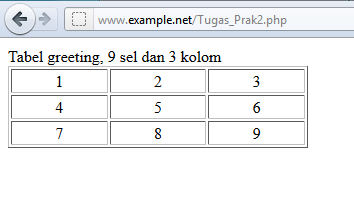 www.example.net/Tugas_Prak2.php
Tabel greeting, 9 sel dan 3 kolom
1 2 3
4 5 6
7 8 9